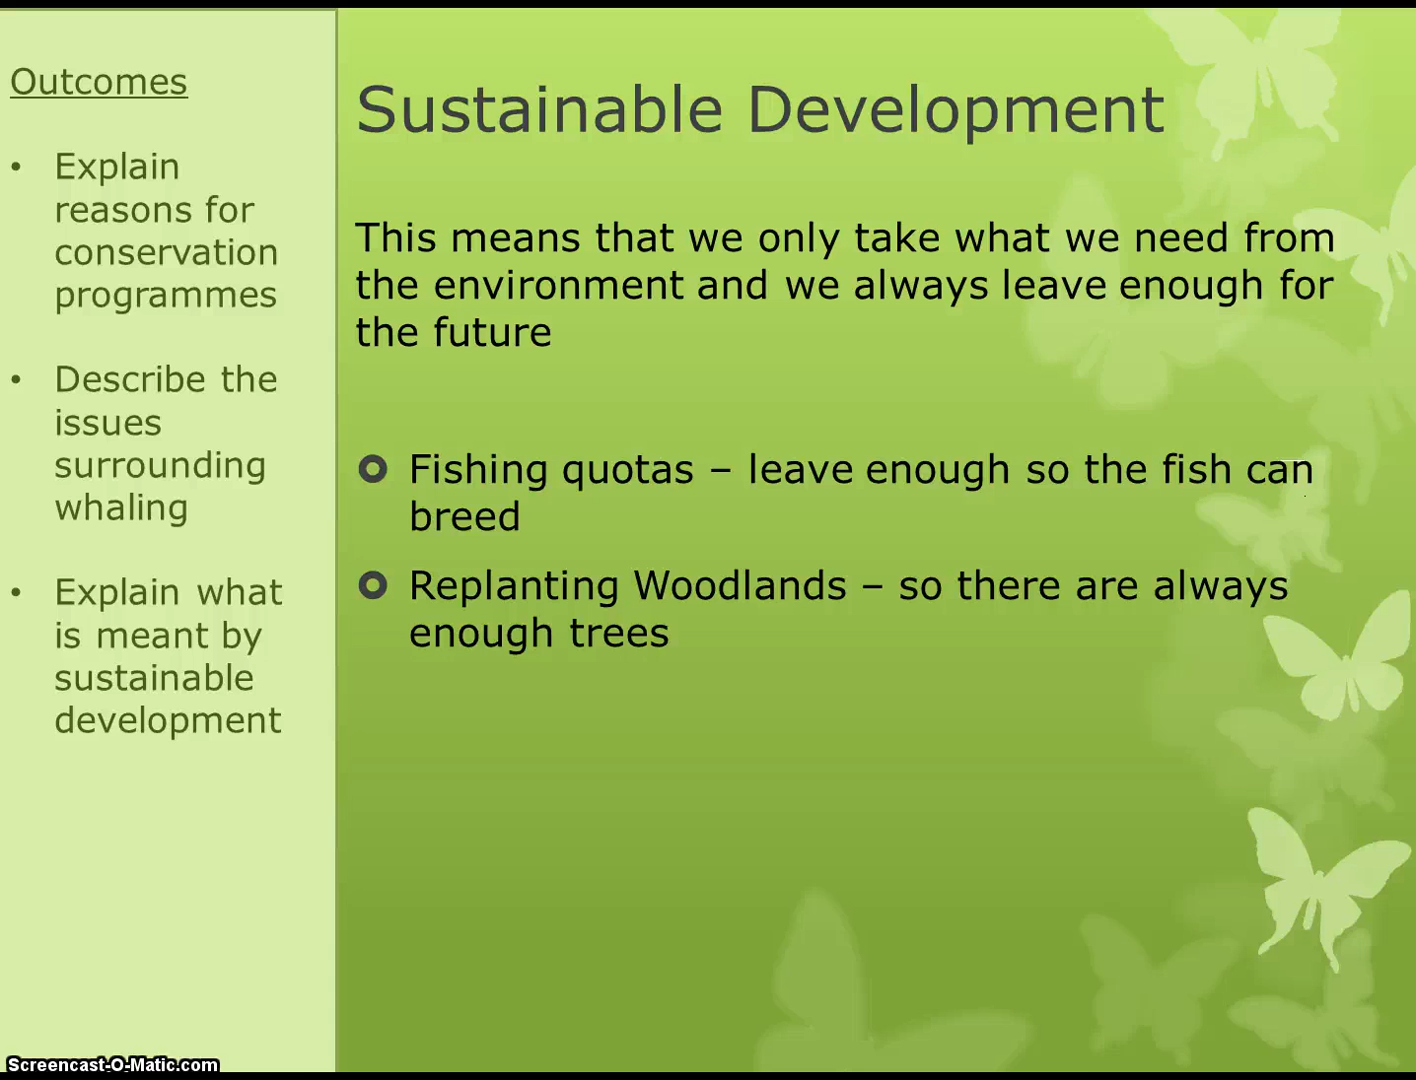 Outcomes
• Explain
reasons for
conservation
programmes
• Describe the
issues
surrounding
whaling
• Explain what
is meant by
sustainable
development
Sustainable Development
This means that we only take what we need from
the environment and we always leave enough for
the future
Fishing quotas – leave enough so the fish can
breed
Replanting Woodlands – so there are always
enough trees
Screencast-O-Matic.com